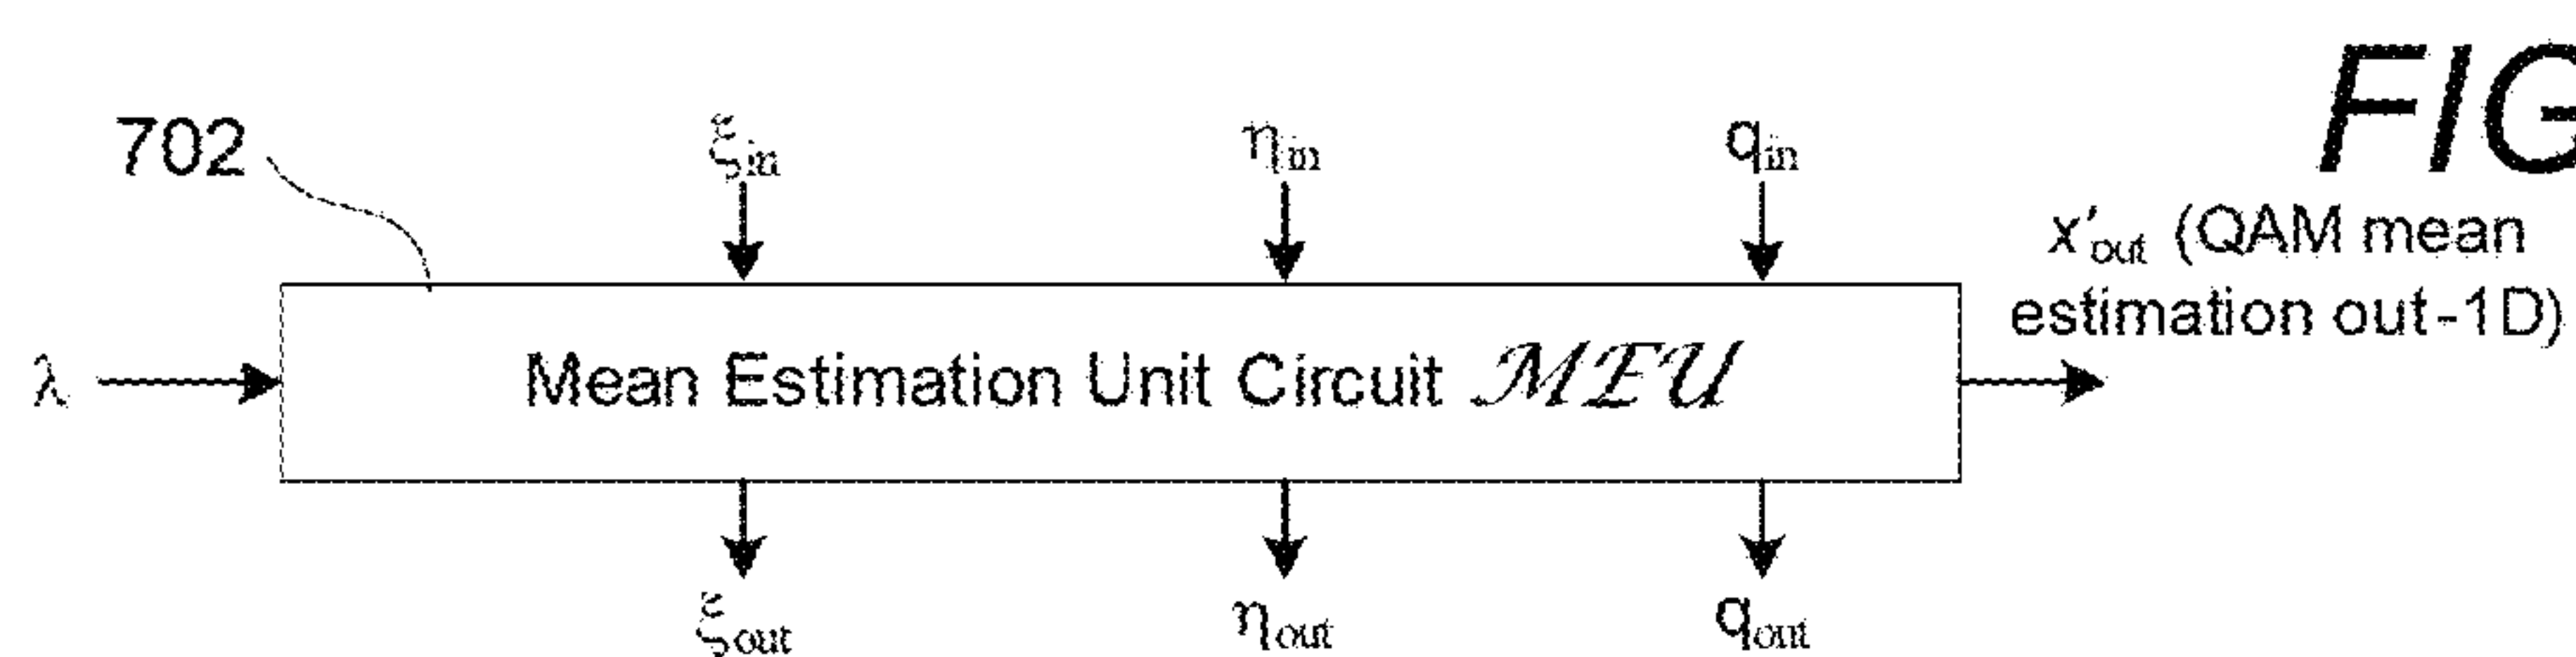 FIG
702
ξin ηin qin
x'out (QAM mean
estimation out-1D)
λ
Mean Estimation Unit Circuit MEU
ξout ηout qout